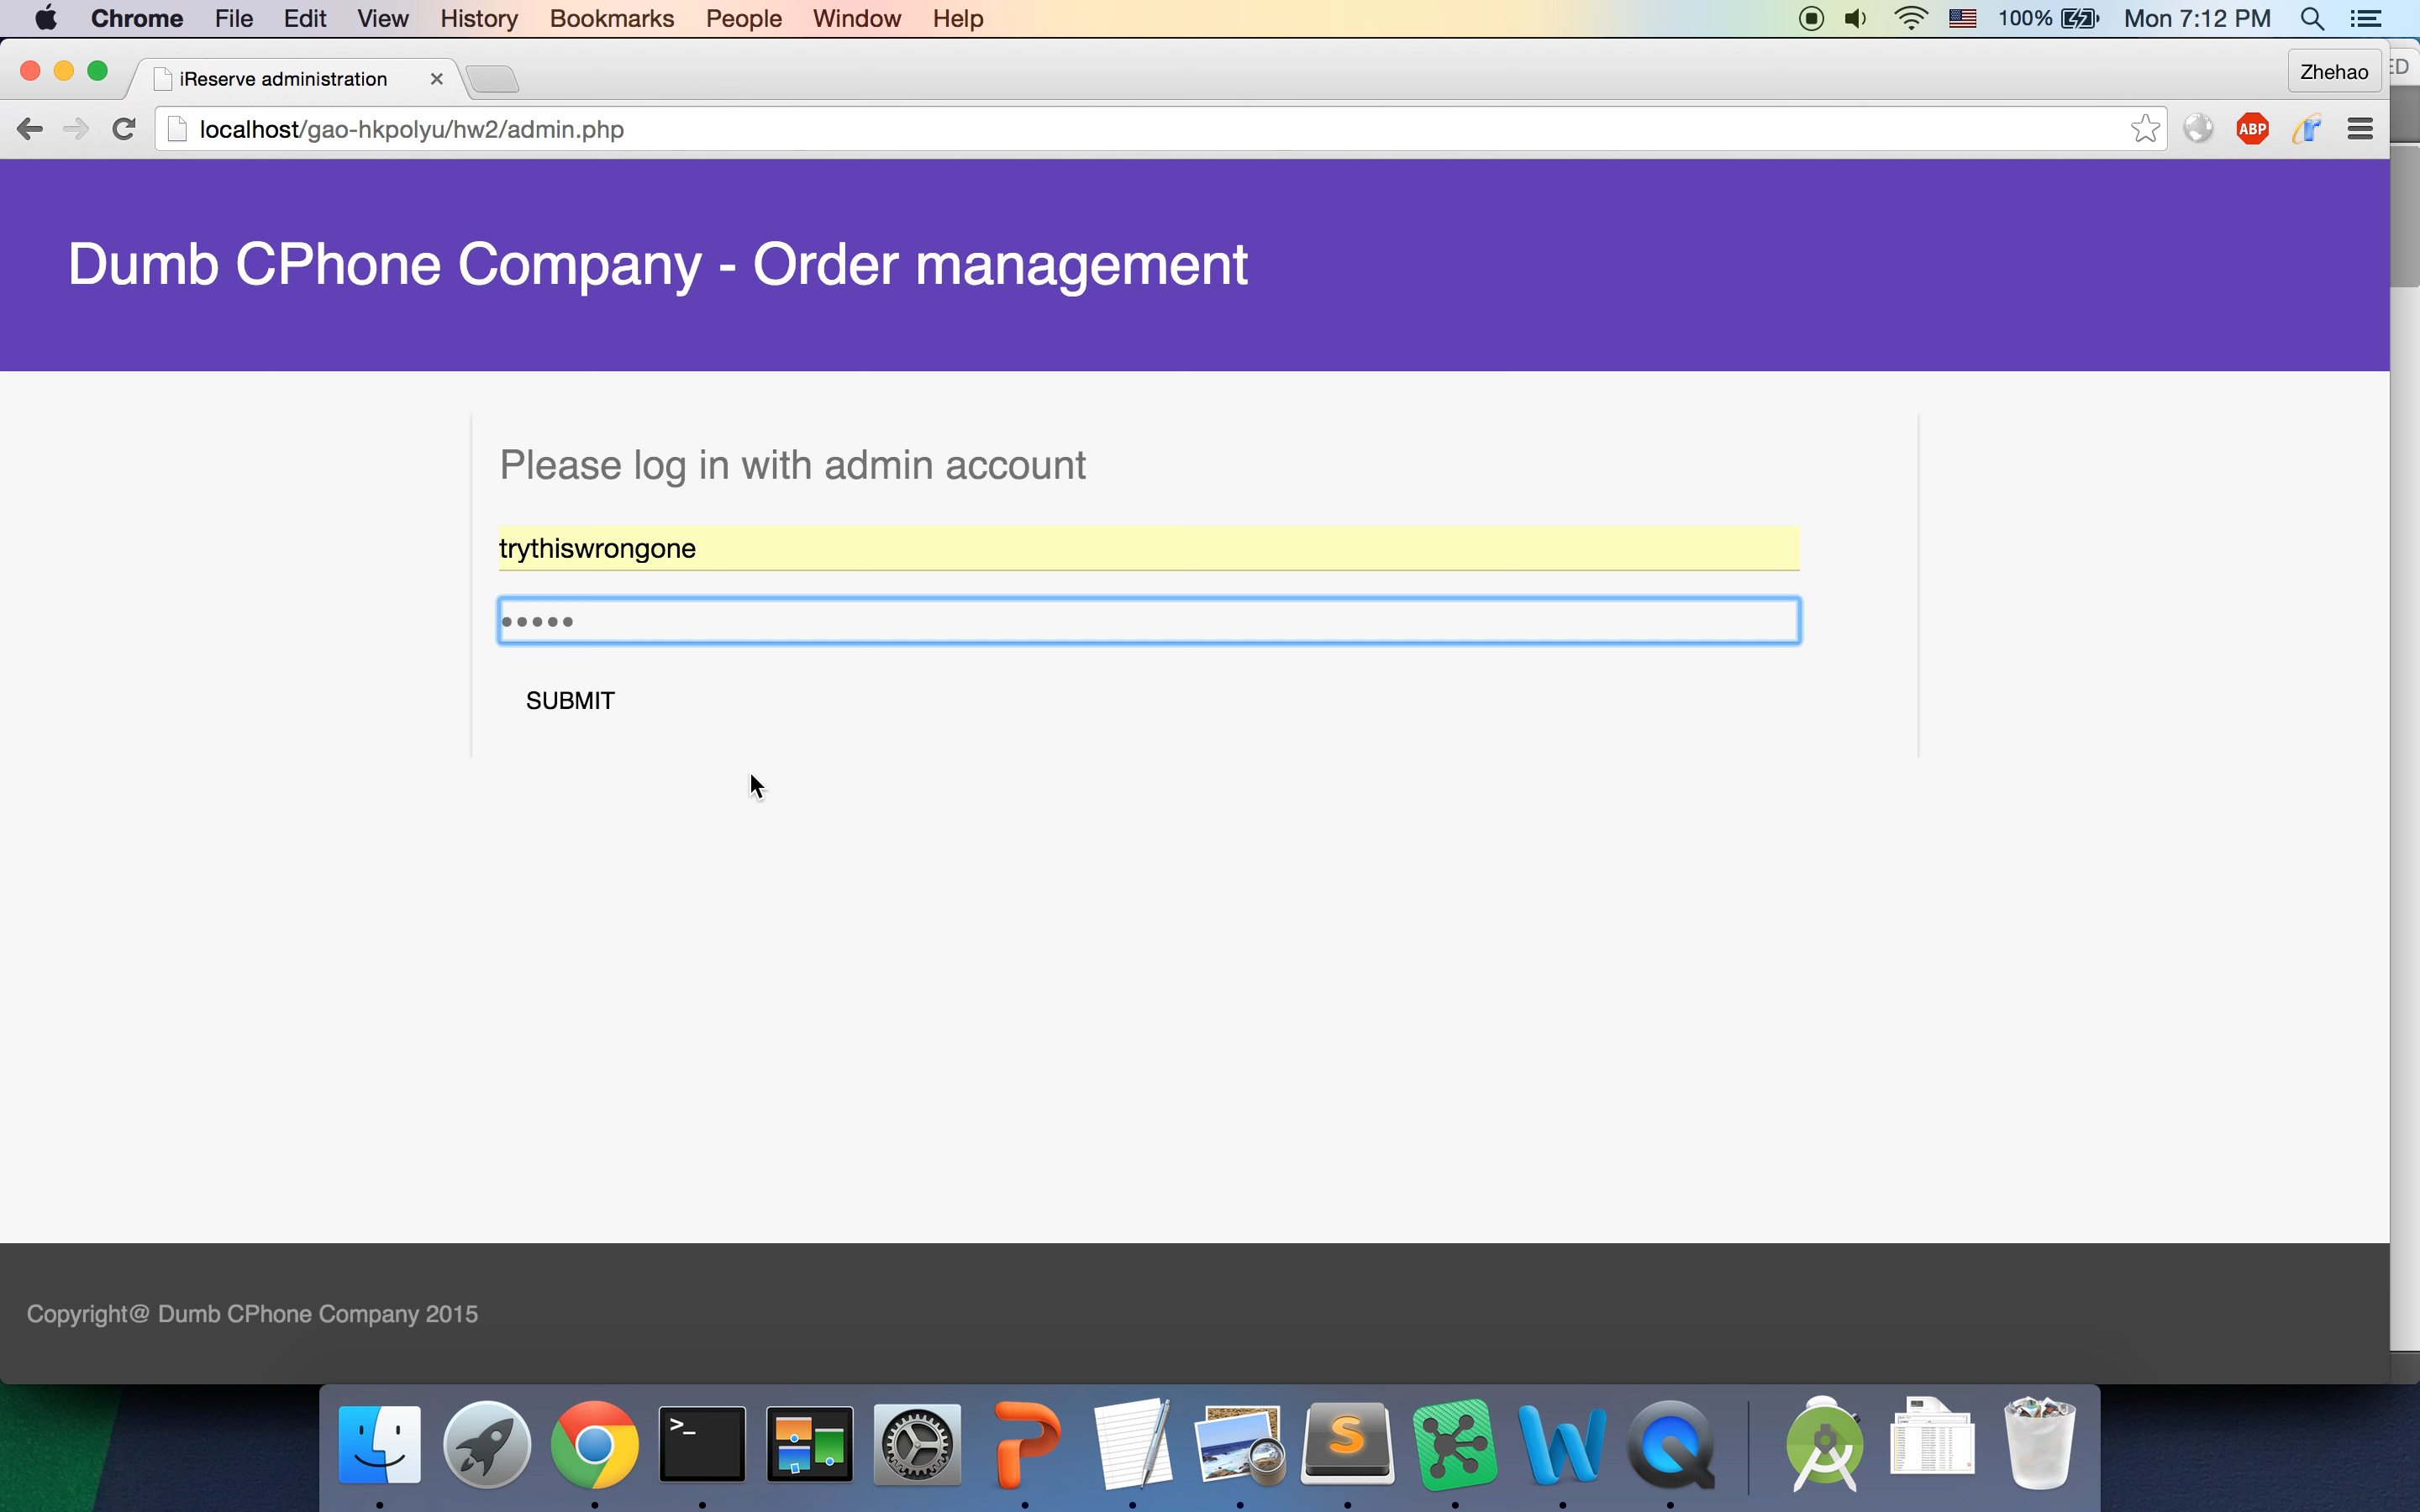 Chrome File Edit View History Bookmarks People Window Help 100% Mon 7:12 PM
iReserve administration Zhehao ED
localhost/gao-hkpolyu/hw2/admin.php ABP
Dumb CPhone Company - Order management
Please log in with admin account
trythiswrongone
•••••
SUBMIT
Copyright@ Dumb CPhone Company 2015
>_ P S W